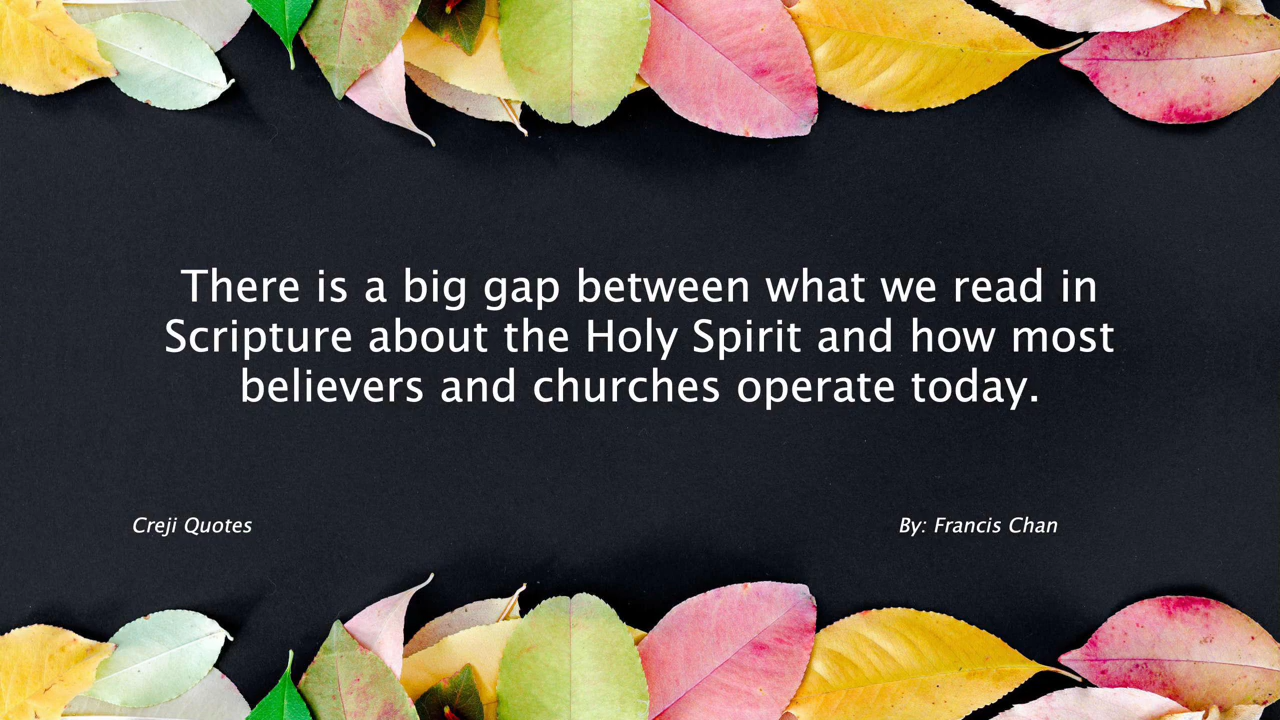 There is a big gap between what we read in
Scripture about the Holy Spirit and how most
believers and churches operate today.
Creji Quotes
By: Francis Chan